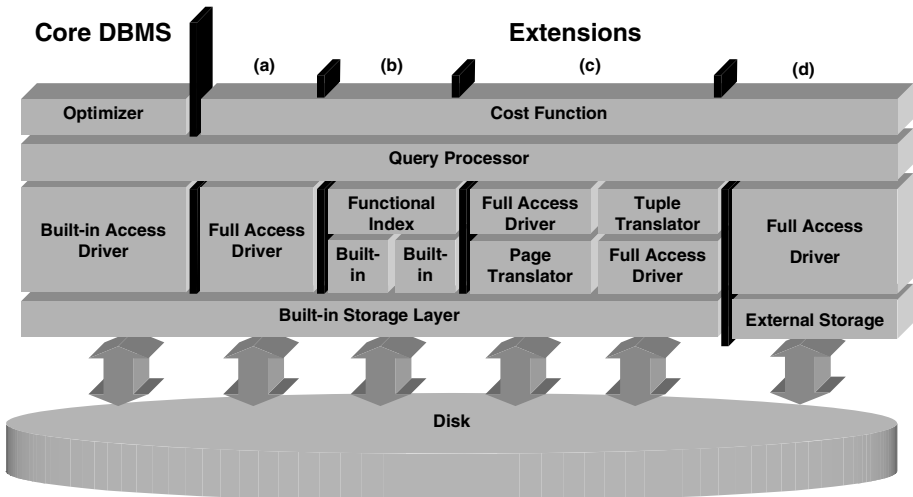 Core DBMS
Extensions
(a)
(b)
(c)
(d)
Optimizer
Cost Function
Query Processor
Built-in Access
Driver
Full Access
Driver
Functional
Index
Built-
in
Built-
in
Full Access
Driver
Tuple
Translator
Page
Translator
Full Access
Driver
Full Access
Driver
Built-in Storage Layer
External Storage
Disk